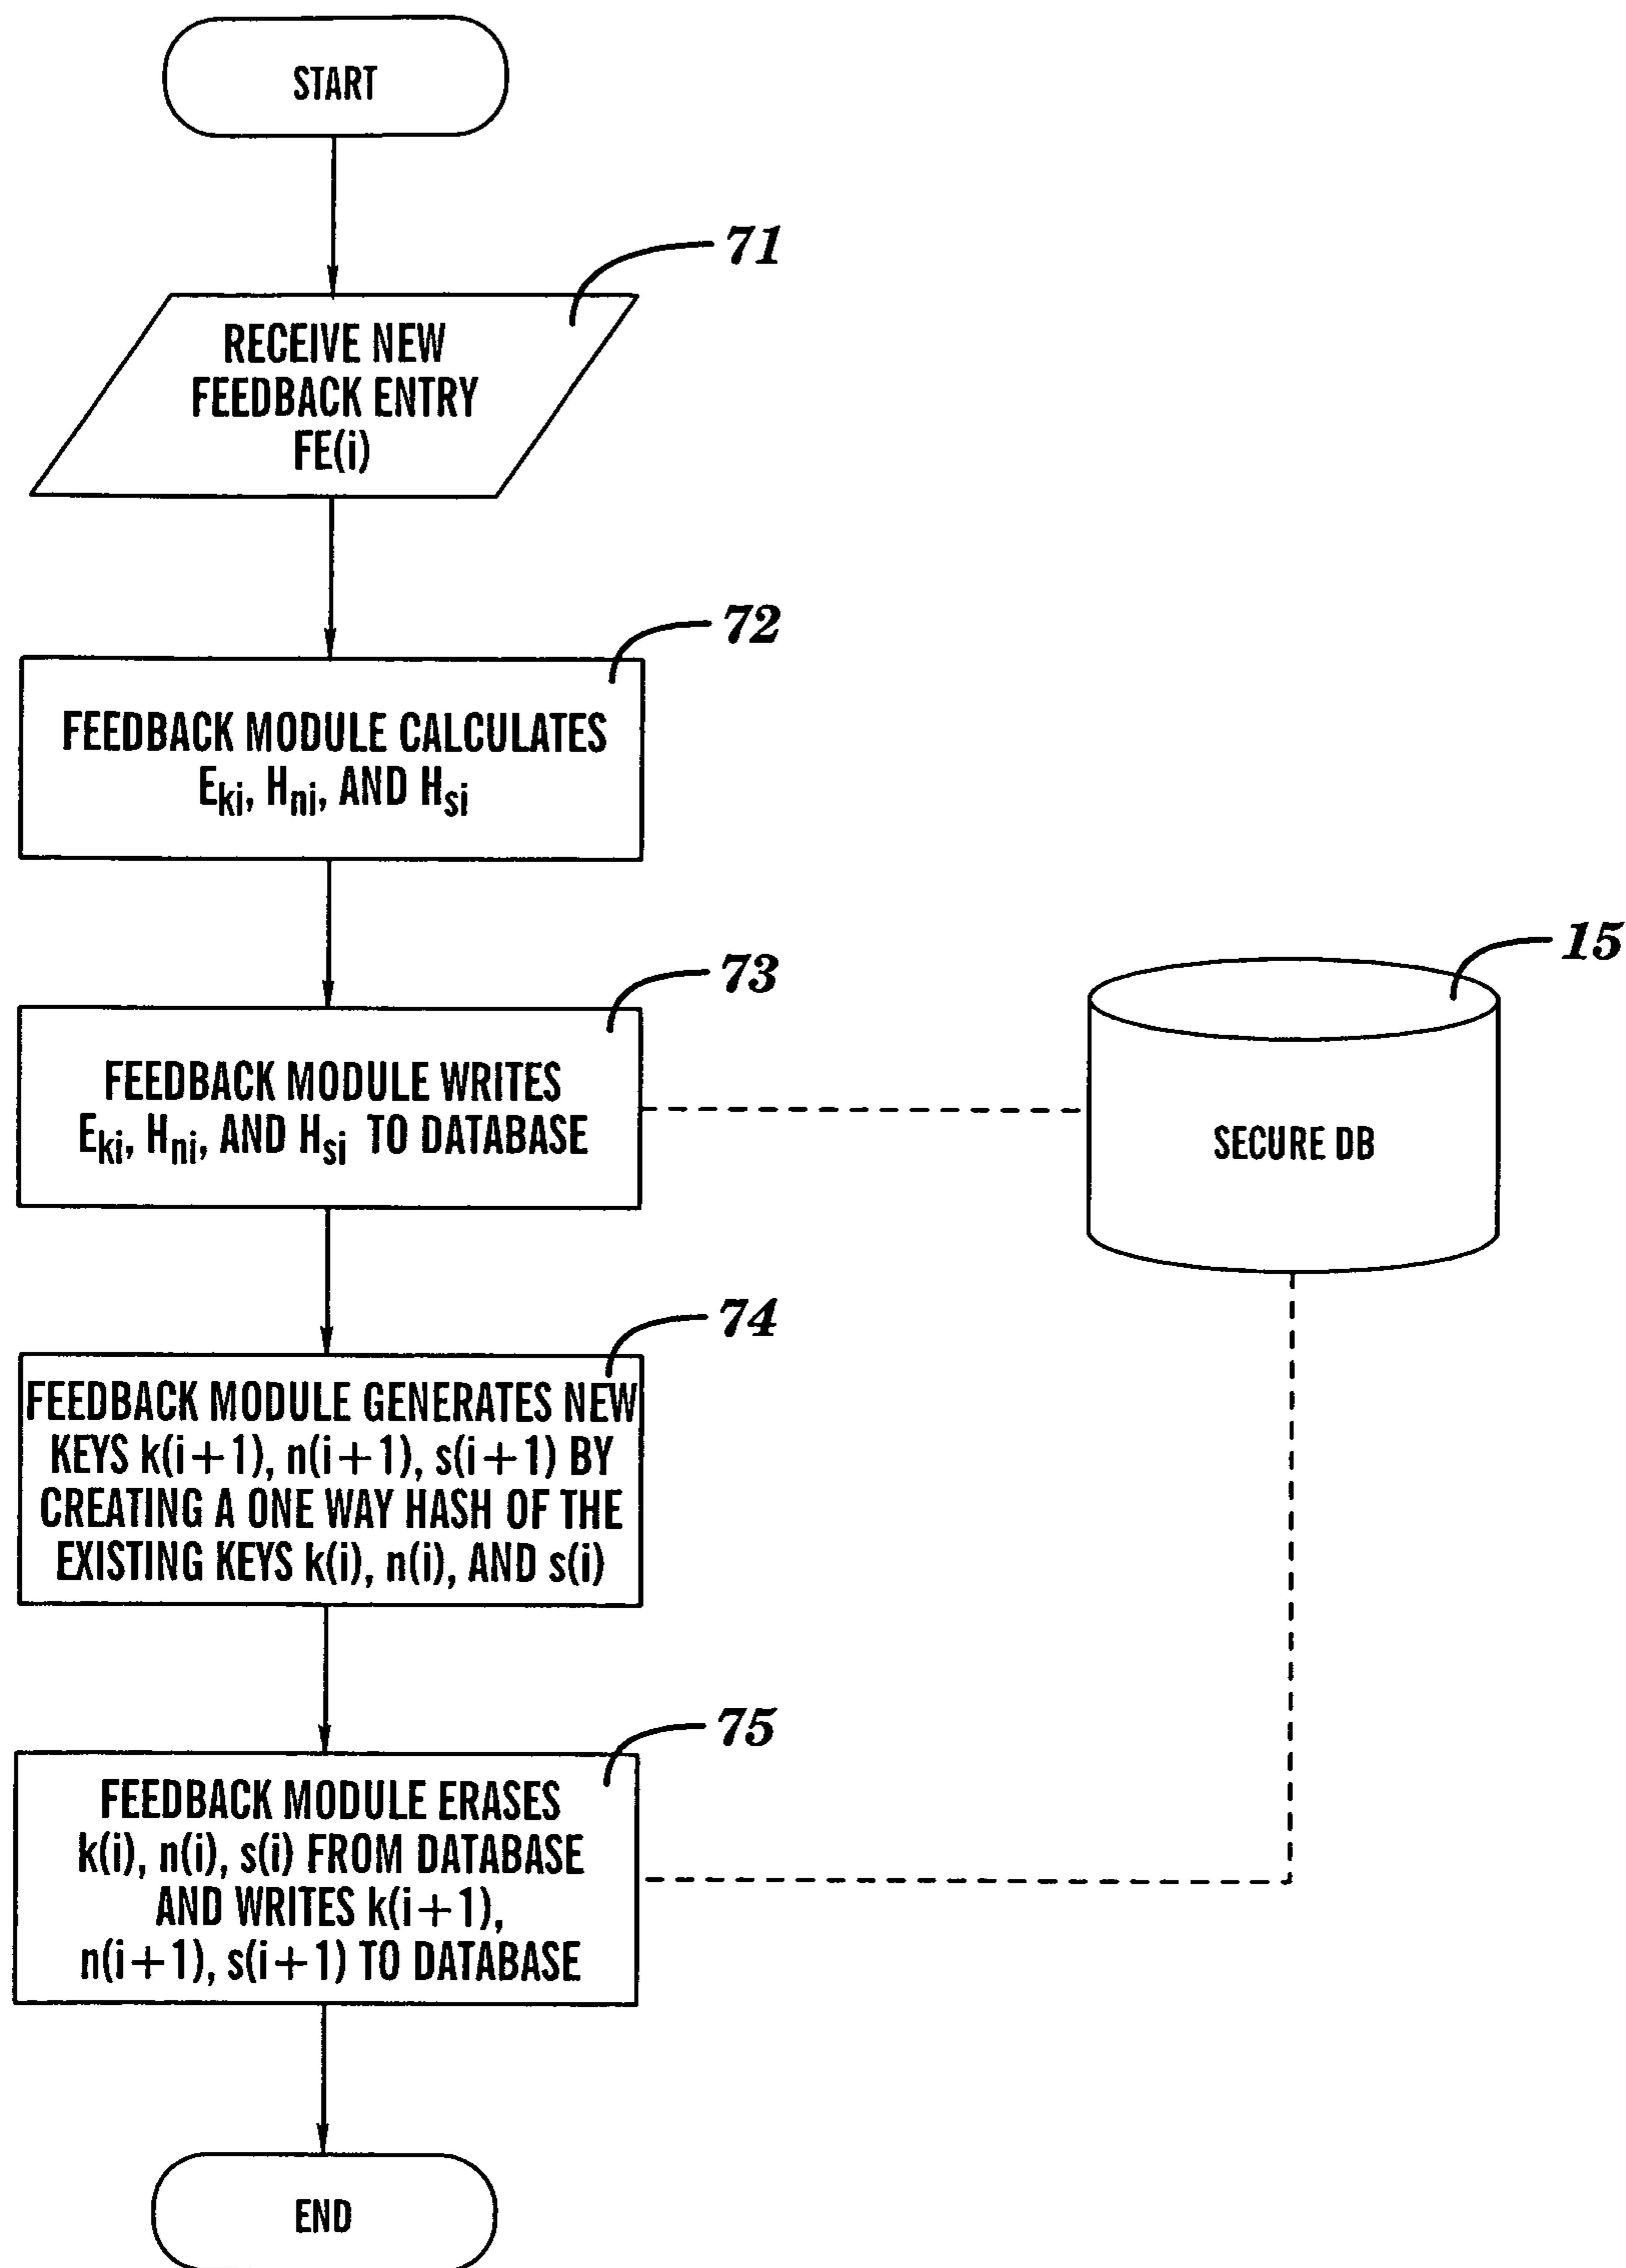 START
71
RECEIVE NEW
FEEDBACK ENTRY
FE(i)
72
FEEDBACK MODULE CALCULATES
Eki, Hni, AND Hsi
73
FEEDBACK MODULE WRITES
Eki, Hni, AND Hsi TO DATABASE
15
SECURE DB
74
FEEDBACK MODULE GENERATES NEW
KEYS k(i+1), n(i+1), s(i+1) BY
CREATING A ONE WAY HASH OF THE
EXISTING KEYS k(i), n(i), AND s(i)
75
FEEDBACK MODULE ERASES
k(i), n(i), s(i) FROM DATABASE
AND WRITES k(i+1),
n(i+1), s(i+1) TO DATABASE
END